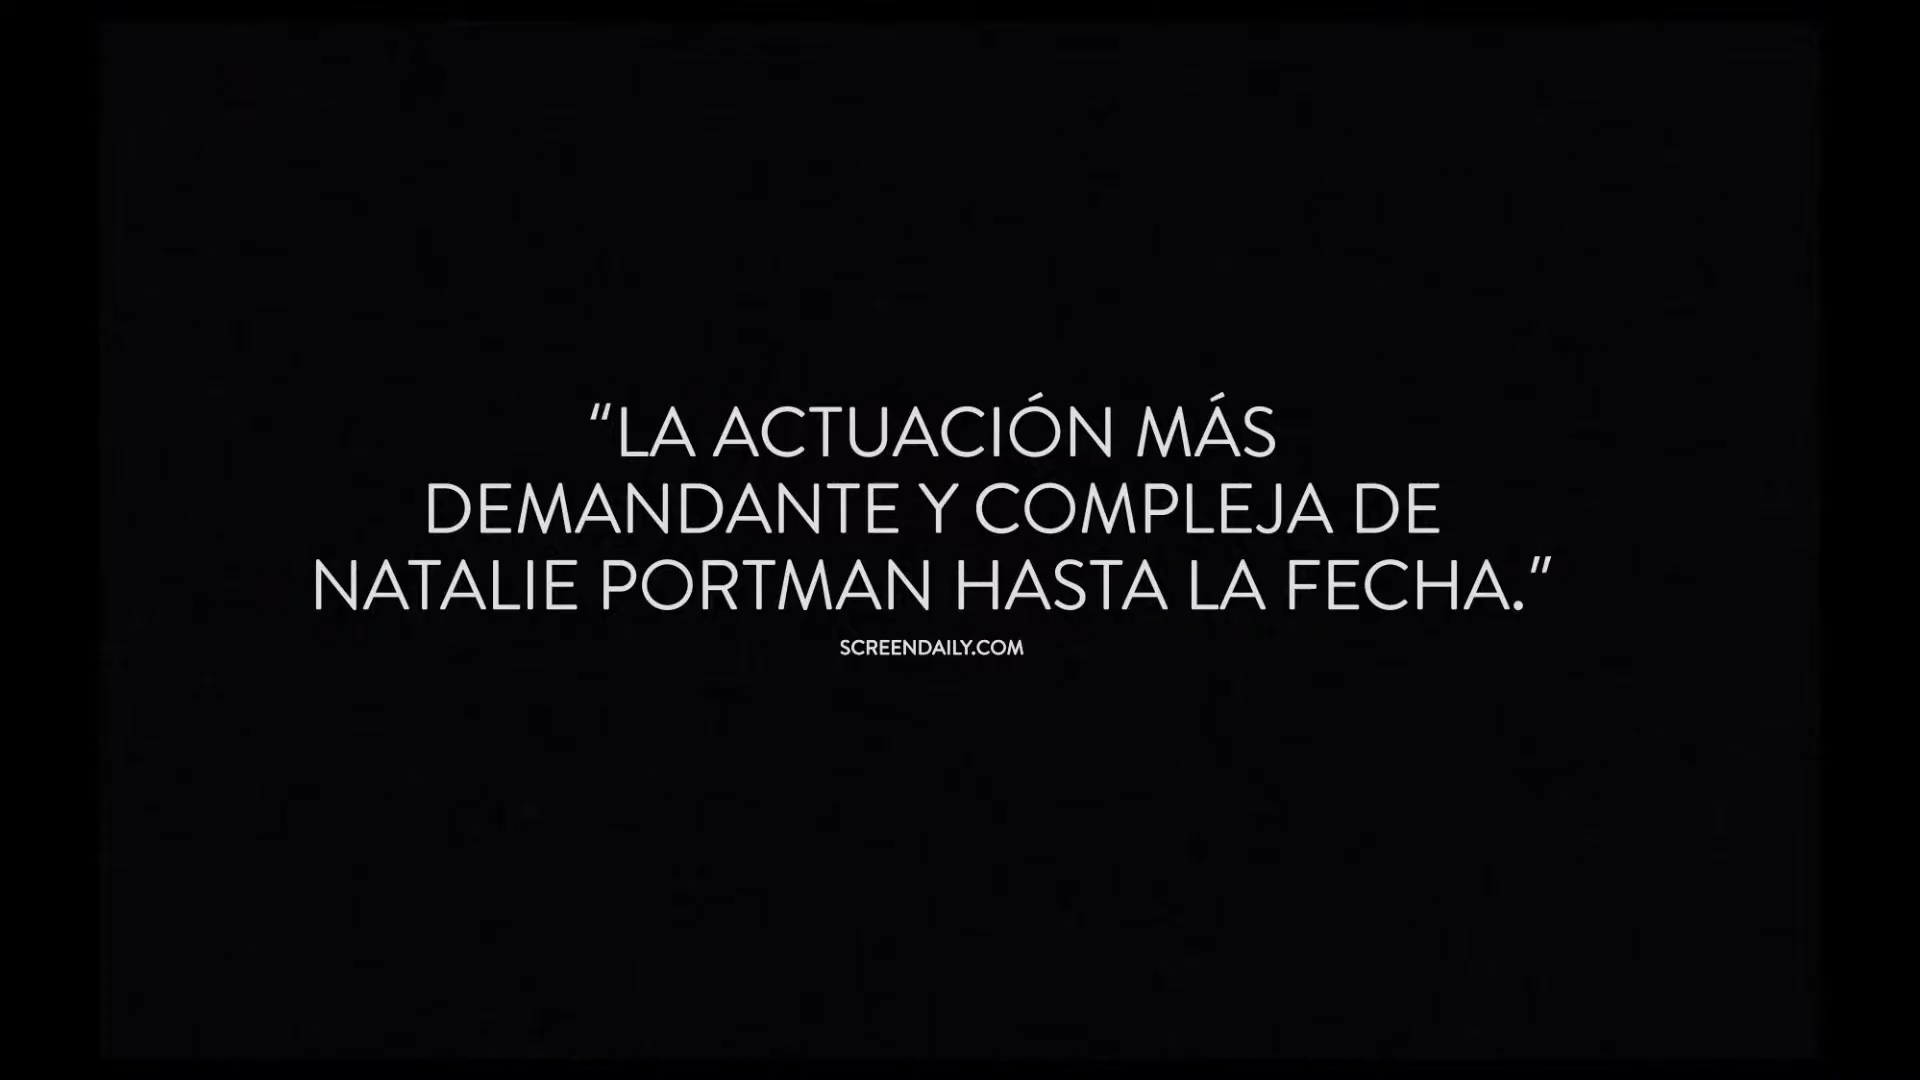 “LA ACTUACIÓN MÁS
DEMANDANTE Y COMPLEJA DE
NATALIE PORTMAN HASTA LA FECHA.”
SCREENDAILY.COM